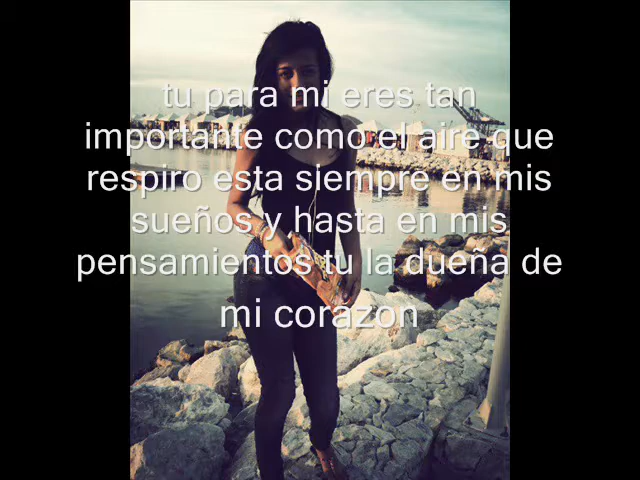 tu para mi eres tan
importante como el aire que
respiro esta siempre en mis
sueños y hasta en mis
pensamientos tu la dueña de
mi corazon